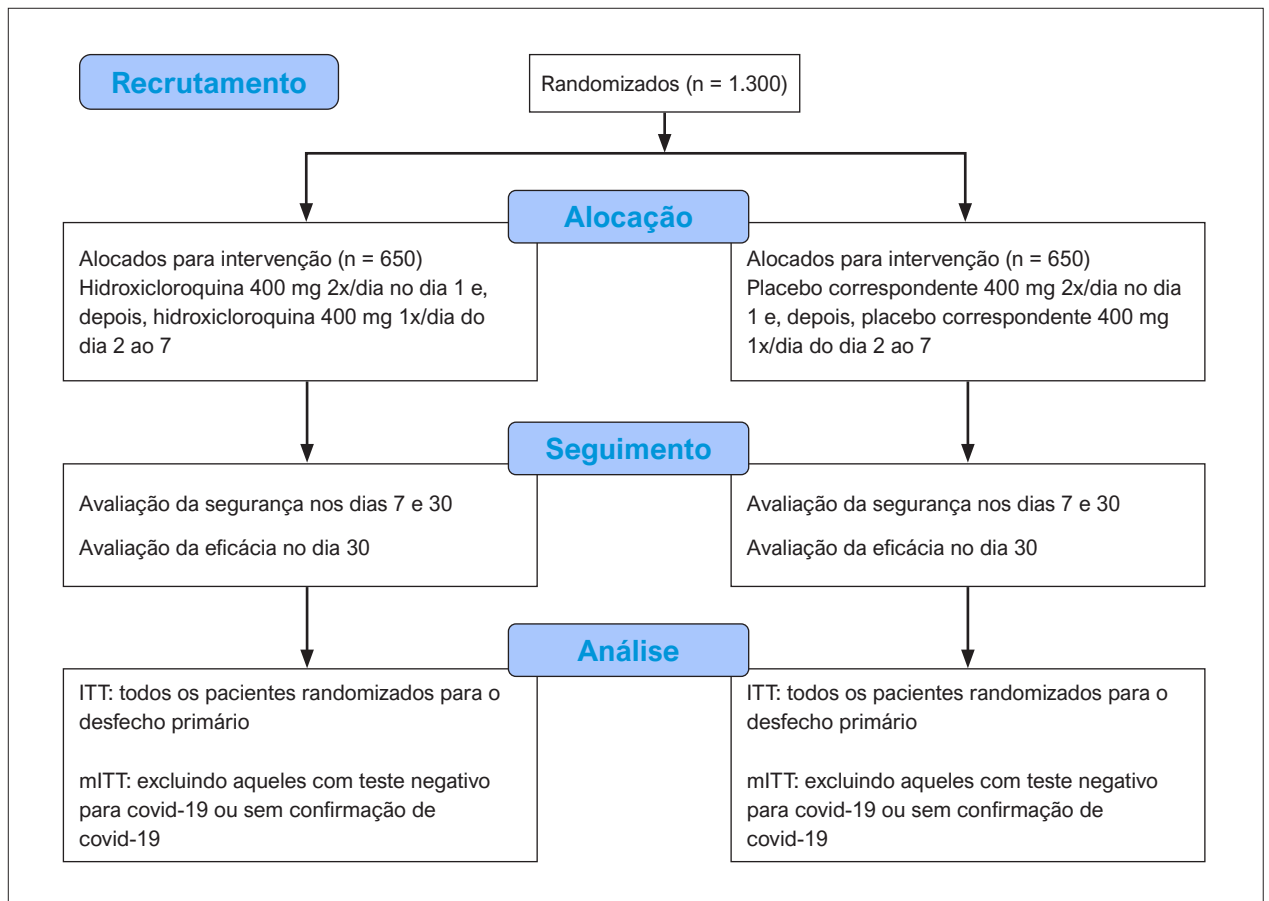 Recrutamento
Randomizados (n = 1.300)
Alocação
Alocados para intervenção (n = 650)
Hidroxicloroquina 400 mg 2x/dia no dia 1 e,
depois, hidroxicloroquina 400 mg 1x/dia do
dia 2 ao 7
Alocados para intervenção (n = 650)
Placebo correspondente 400 mg 2x/dia no dia
1 e, depois, placebo correspondente 400 mg
1x/dia do dia 2 ao 7
Seguimento
Avaliação da segurança nos dias 7 e 30
Avaliação da eficácia no dia 30
Avaliação da segurança nos dias 7 e 30
Avaliação da eficácia no dia 30
Análise
ITT: todos os pacientes randomizados para o
desfecho primário
mITT: excluindo aqueles com teste negativo
para covid-19 ou sem confirmação de
covid-19
ITT: todos os pacientes randomizados para o
desfecho primário
mITT: excluindo aqueles com teste negativo
para covid-19 ou sem confirmação de
covid-19